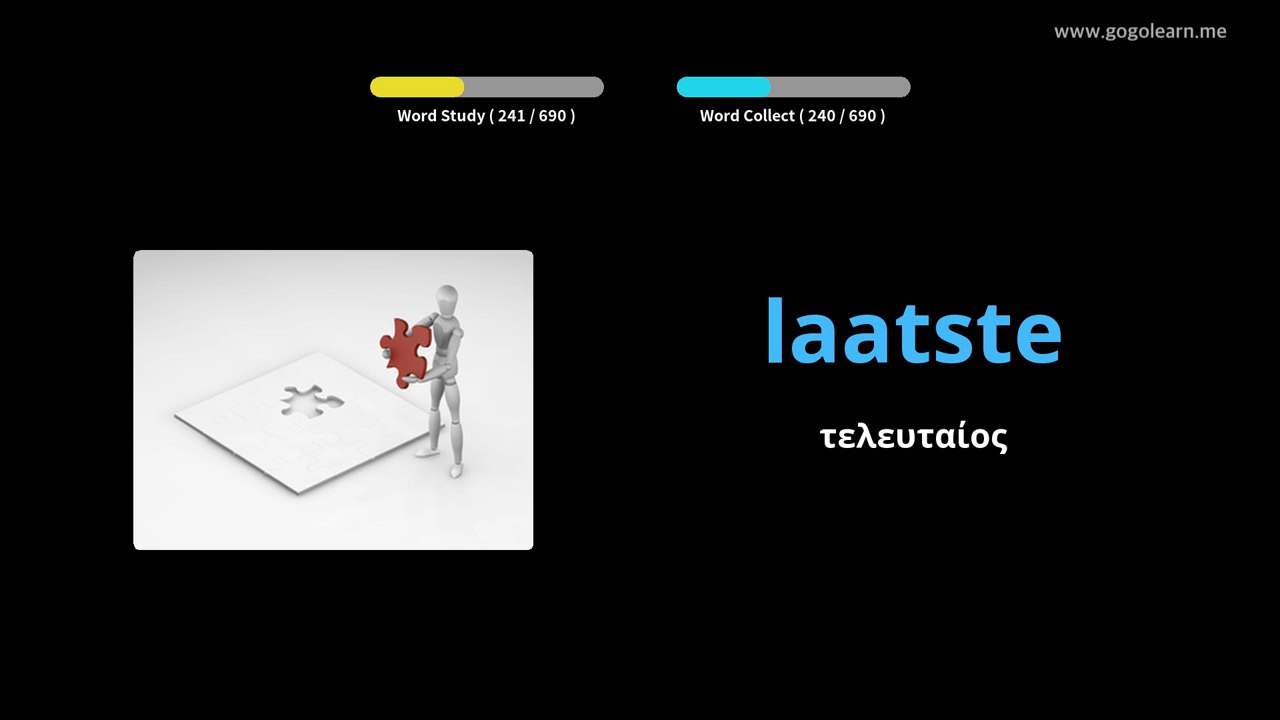 www.gogolearn.me
Word Study ( 241 / 690 )
Word Collect ( 240 / 690 )
laatste
τελευταίος